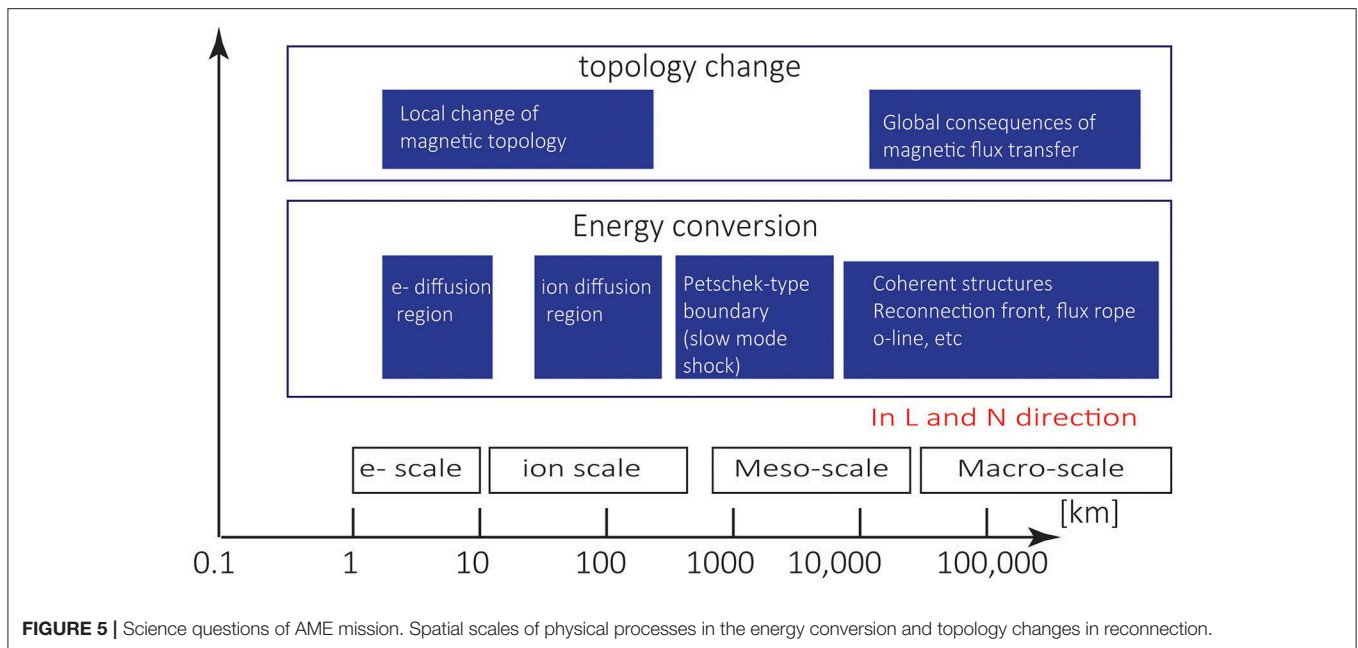 topology change
Local change of
magnetic topology
Global consequences of
magnetic flux transfer
Energy conversion
e- diffusion
region
ion diffusion
region
Petschek-type
boundary
(slow mode
shock)
Coherent structures
Reconnection front, flux rope
o-line, etc
In L and N direction
e- scale
ion scale
Meso-scale
Macro-scale
[km]
0.1
1
10
100
1000
10,000
100,000
FIGURE 5 | Science questions of AME mission. Spatial scales of physical processes in the energy conversion and topology changes in reconnection.